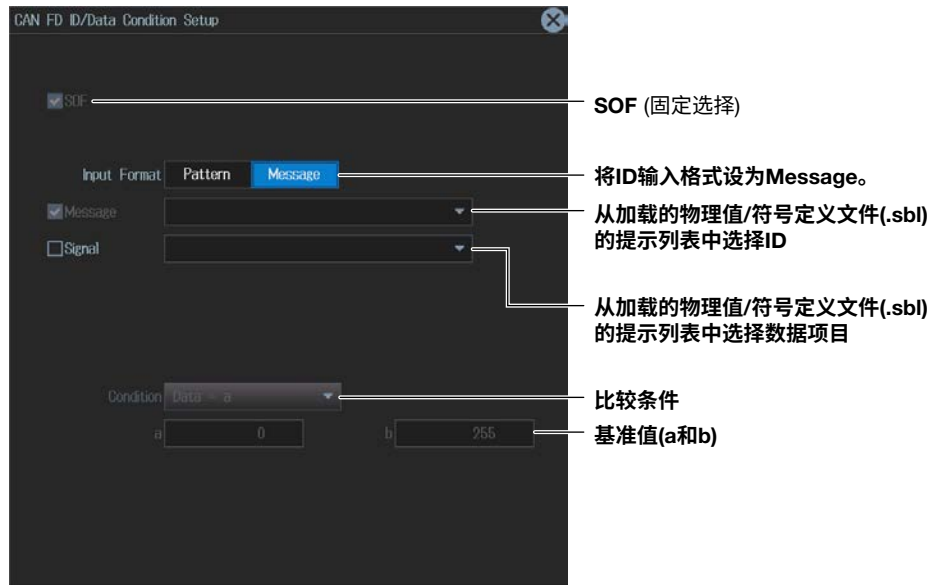 CAN FD ID/Data Condition Setup
SOF
SOF (固定选择)
Input Format Pattern Message
将ID输入格式设为Message。
Message
从加载的物理值/符号定义文件(.sbl)
的提示列表中选择ID
Signal
从加载的物理值/符号定义文件(.sbl)
的提示列表中选择数据项目
Condition Data = a
比较条件
a 0 b 255
基准值(a和b)